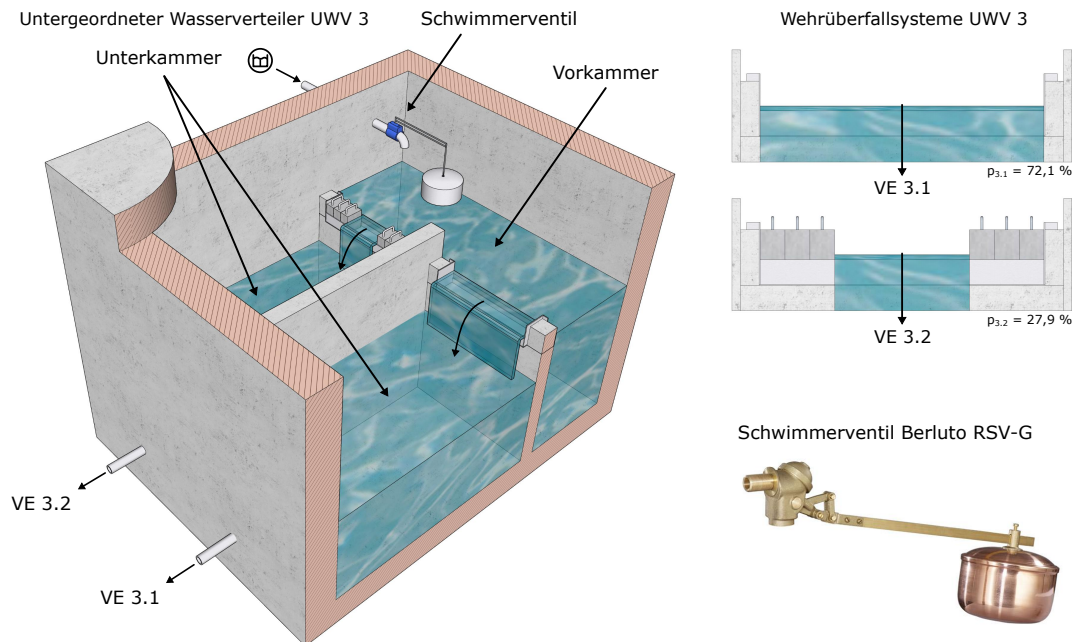 Untergeordneter Wasserverteiler UWV 3
Schwimmerventil
Unterkammer
Vorkammer
VE 3.2
VE 3.1
Wehrüberfallsysteme UWV 3
VE 3.1
p3.1 = 72,1 %
VE 3.2
p3.2 = 27,9 %
Schwimmerventil Berluto RSV-G